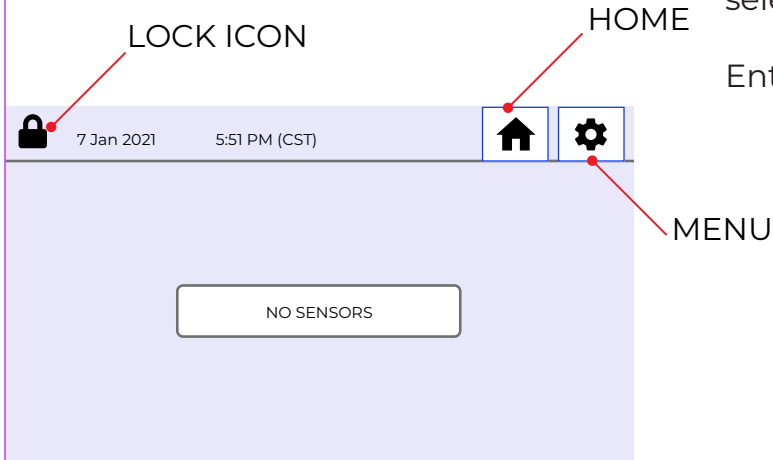 HOME
LOCK ICON
7 Jan 2021 5:51 PM (CST)
MENU
NO SENSORS